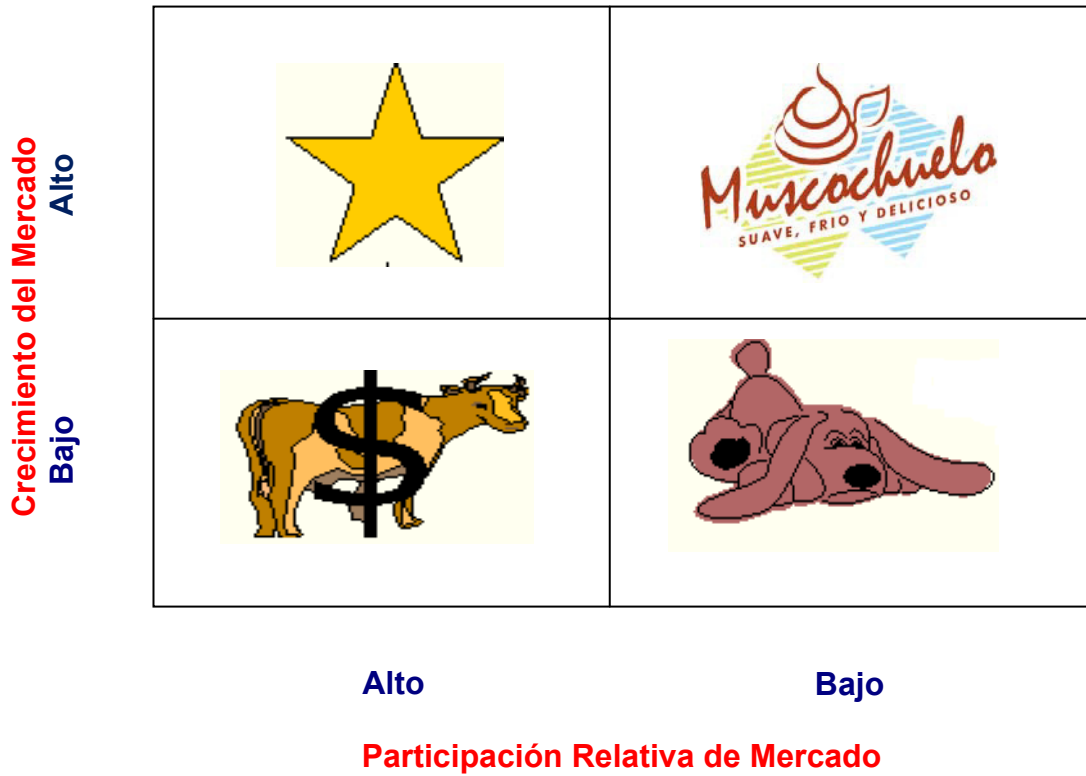 Crecimiento del Mercado
Alto
Bajo
Muscochuelo
SUAVE, FRIO Y DELICIOSO
$
Alto
Bajo
Participación Relativa de Mercado